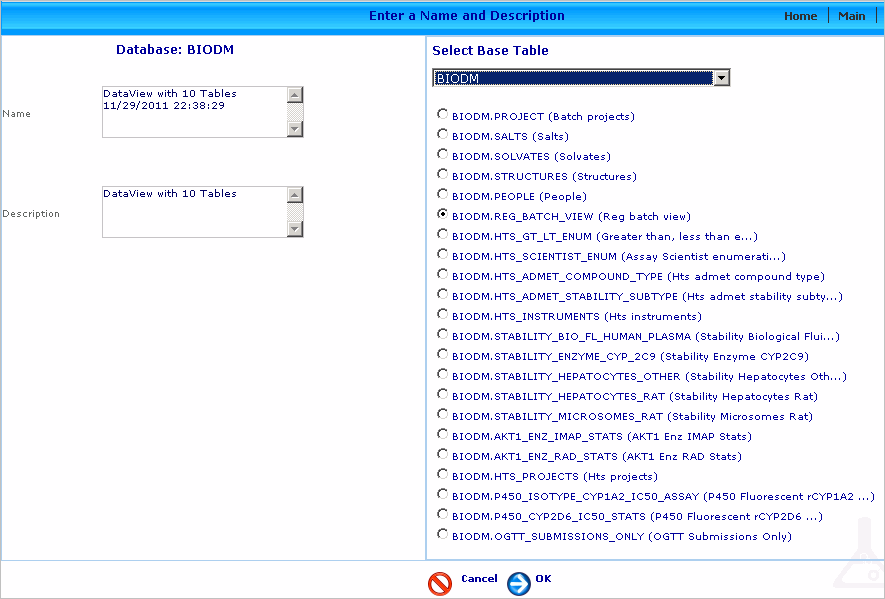 Enter a Name and Description
Home
Main
Database: BIODM
Name
DataView with 10 Tables
11/29/2011 22:38:29
Description
DataView with 10 Tables
Select Base Table
BIODM
BIODM.PROJECT (Batch projects)
BIODM.SALTS (Salts)
BIODM.SOLVATES (Solvates)
BIODM.STRUCTURES (Structures)
BIODM.PEOPLE (People)
BIODM.REG_BATCH_VIEW (Reg batch view)
BIODM.HTS_GT_LT_ENUM (Greater than, less than e...)
BIODM.HTS_SCIENTIST_ENUM (Assay Scientist enumerati...)
BIODM.HTS_ADMET_COMPOUND_TYPE (Hts admet compound type)
BIODM.HTS_ADMET_STABILITY_SUBTYPE (Hts admet stability subty...)
BIODM.HTS_INSTRUMENTS (Hts instruments)
BIODM.STABILITY_BIO_FL_HUMAN_PLASMA (Stability Biological Flui...)
BIODM.STABILITY_ENZYME_CYP_2C9 (Stability Enzyme CYP2C9)
BIODM.STABILITY_HEPATOCYTES_OTHER (Stability Hepatocytes Oth...)
BIODM.STABILITY_HEPATOCYTES_RAT (Stability Hepatocytes Rat)
BIODM.STABILITY_MICROSOMES_RAT (Stability Microsomes Rat)
BIODM.AKT1_ENZ_IMAP_STATS (AKT1 Enz IMAP Stats)
BIODM.AKT1_ENZ_RAD_STATS (AKT1 Enz RAD Stats)
BIODM.HTS_PROJECTS (Hts projects)
BIODM.P450_ISOTYPE_CYP1A2_IC50_ASSAY (P450 Fluorescent rCYP1A2 ...)
BIODM.P450_CYP2D6_IC50_STATS (P450 Fluorescent rCYP2D6 ...)
BIODM.OGTT_SUBMISSIONS_ONLY (OGTT Submissions Only)
Cancel
OK